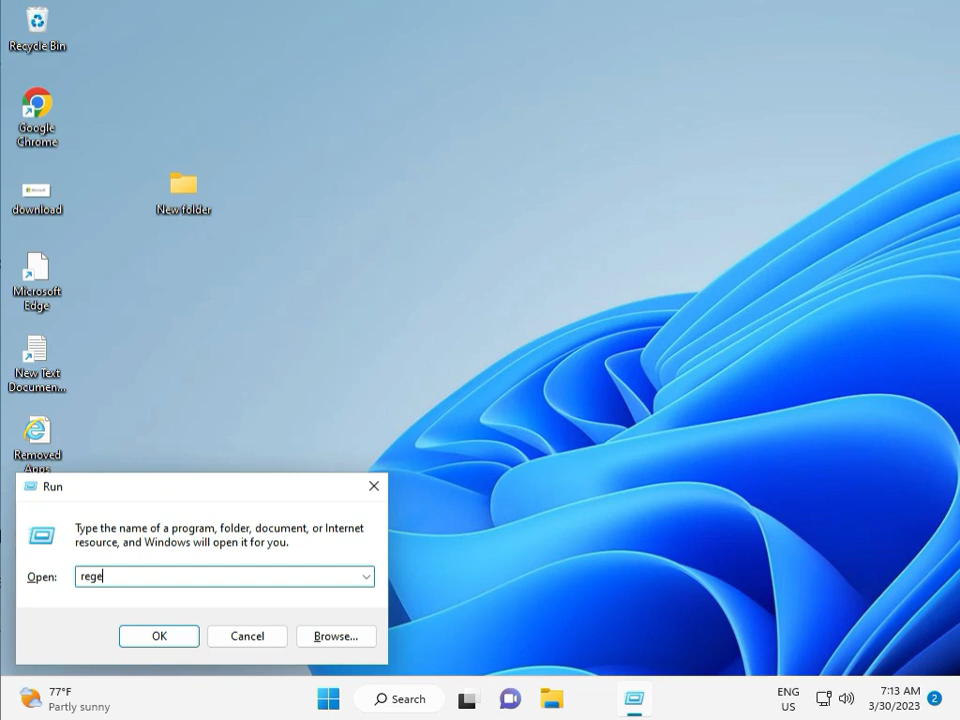 Recycle Bin
Google
Chrome
download
New folder
Microsoft
Edge
New Text
Documen...
Removed
Apps
Run
Type the name of a program, folder, document, or Internet
resource, and Windows will open it for you.
Open:
rege
OK
Cancel
Browse...
77°F
Partly sunny
Search
ENG
US
7:13 AM
3/30/2023
2